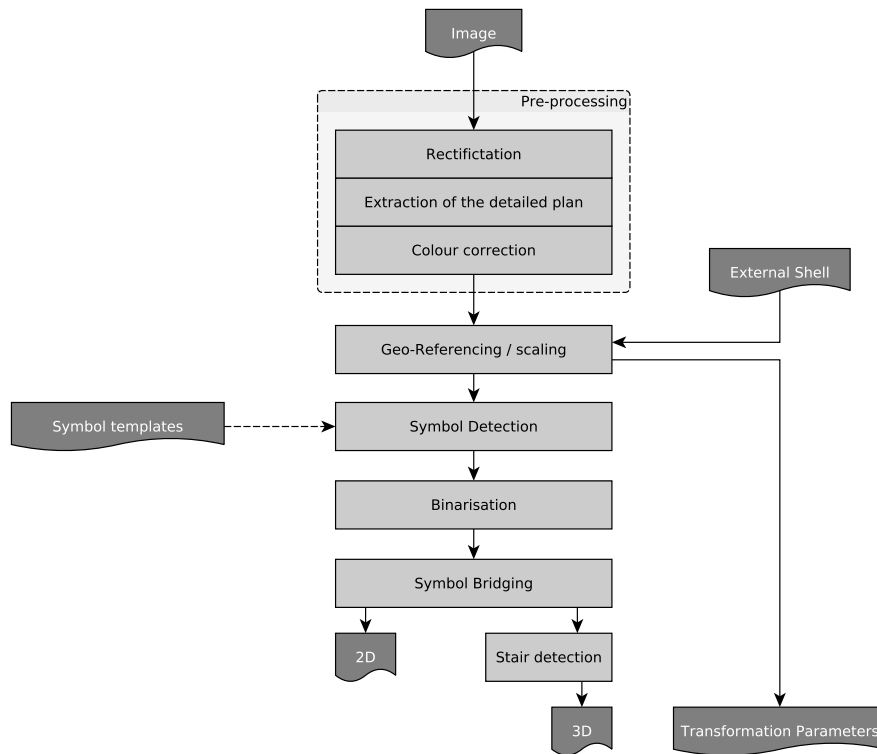 Image
Pre-processing
Rectifictation
Extraction of the detailed plan
Colour correction
External Shell
Geo-Referencing / scaling
Symbol templates
Symbol Detection
Binarisation
Symbol Bridging
2D
Stair detection
3D
Transformation Parameters